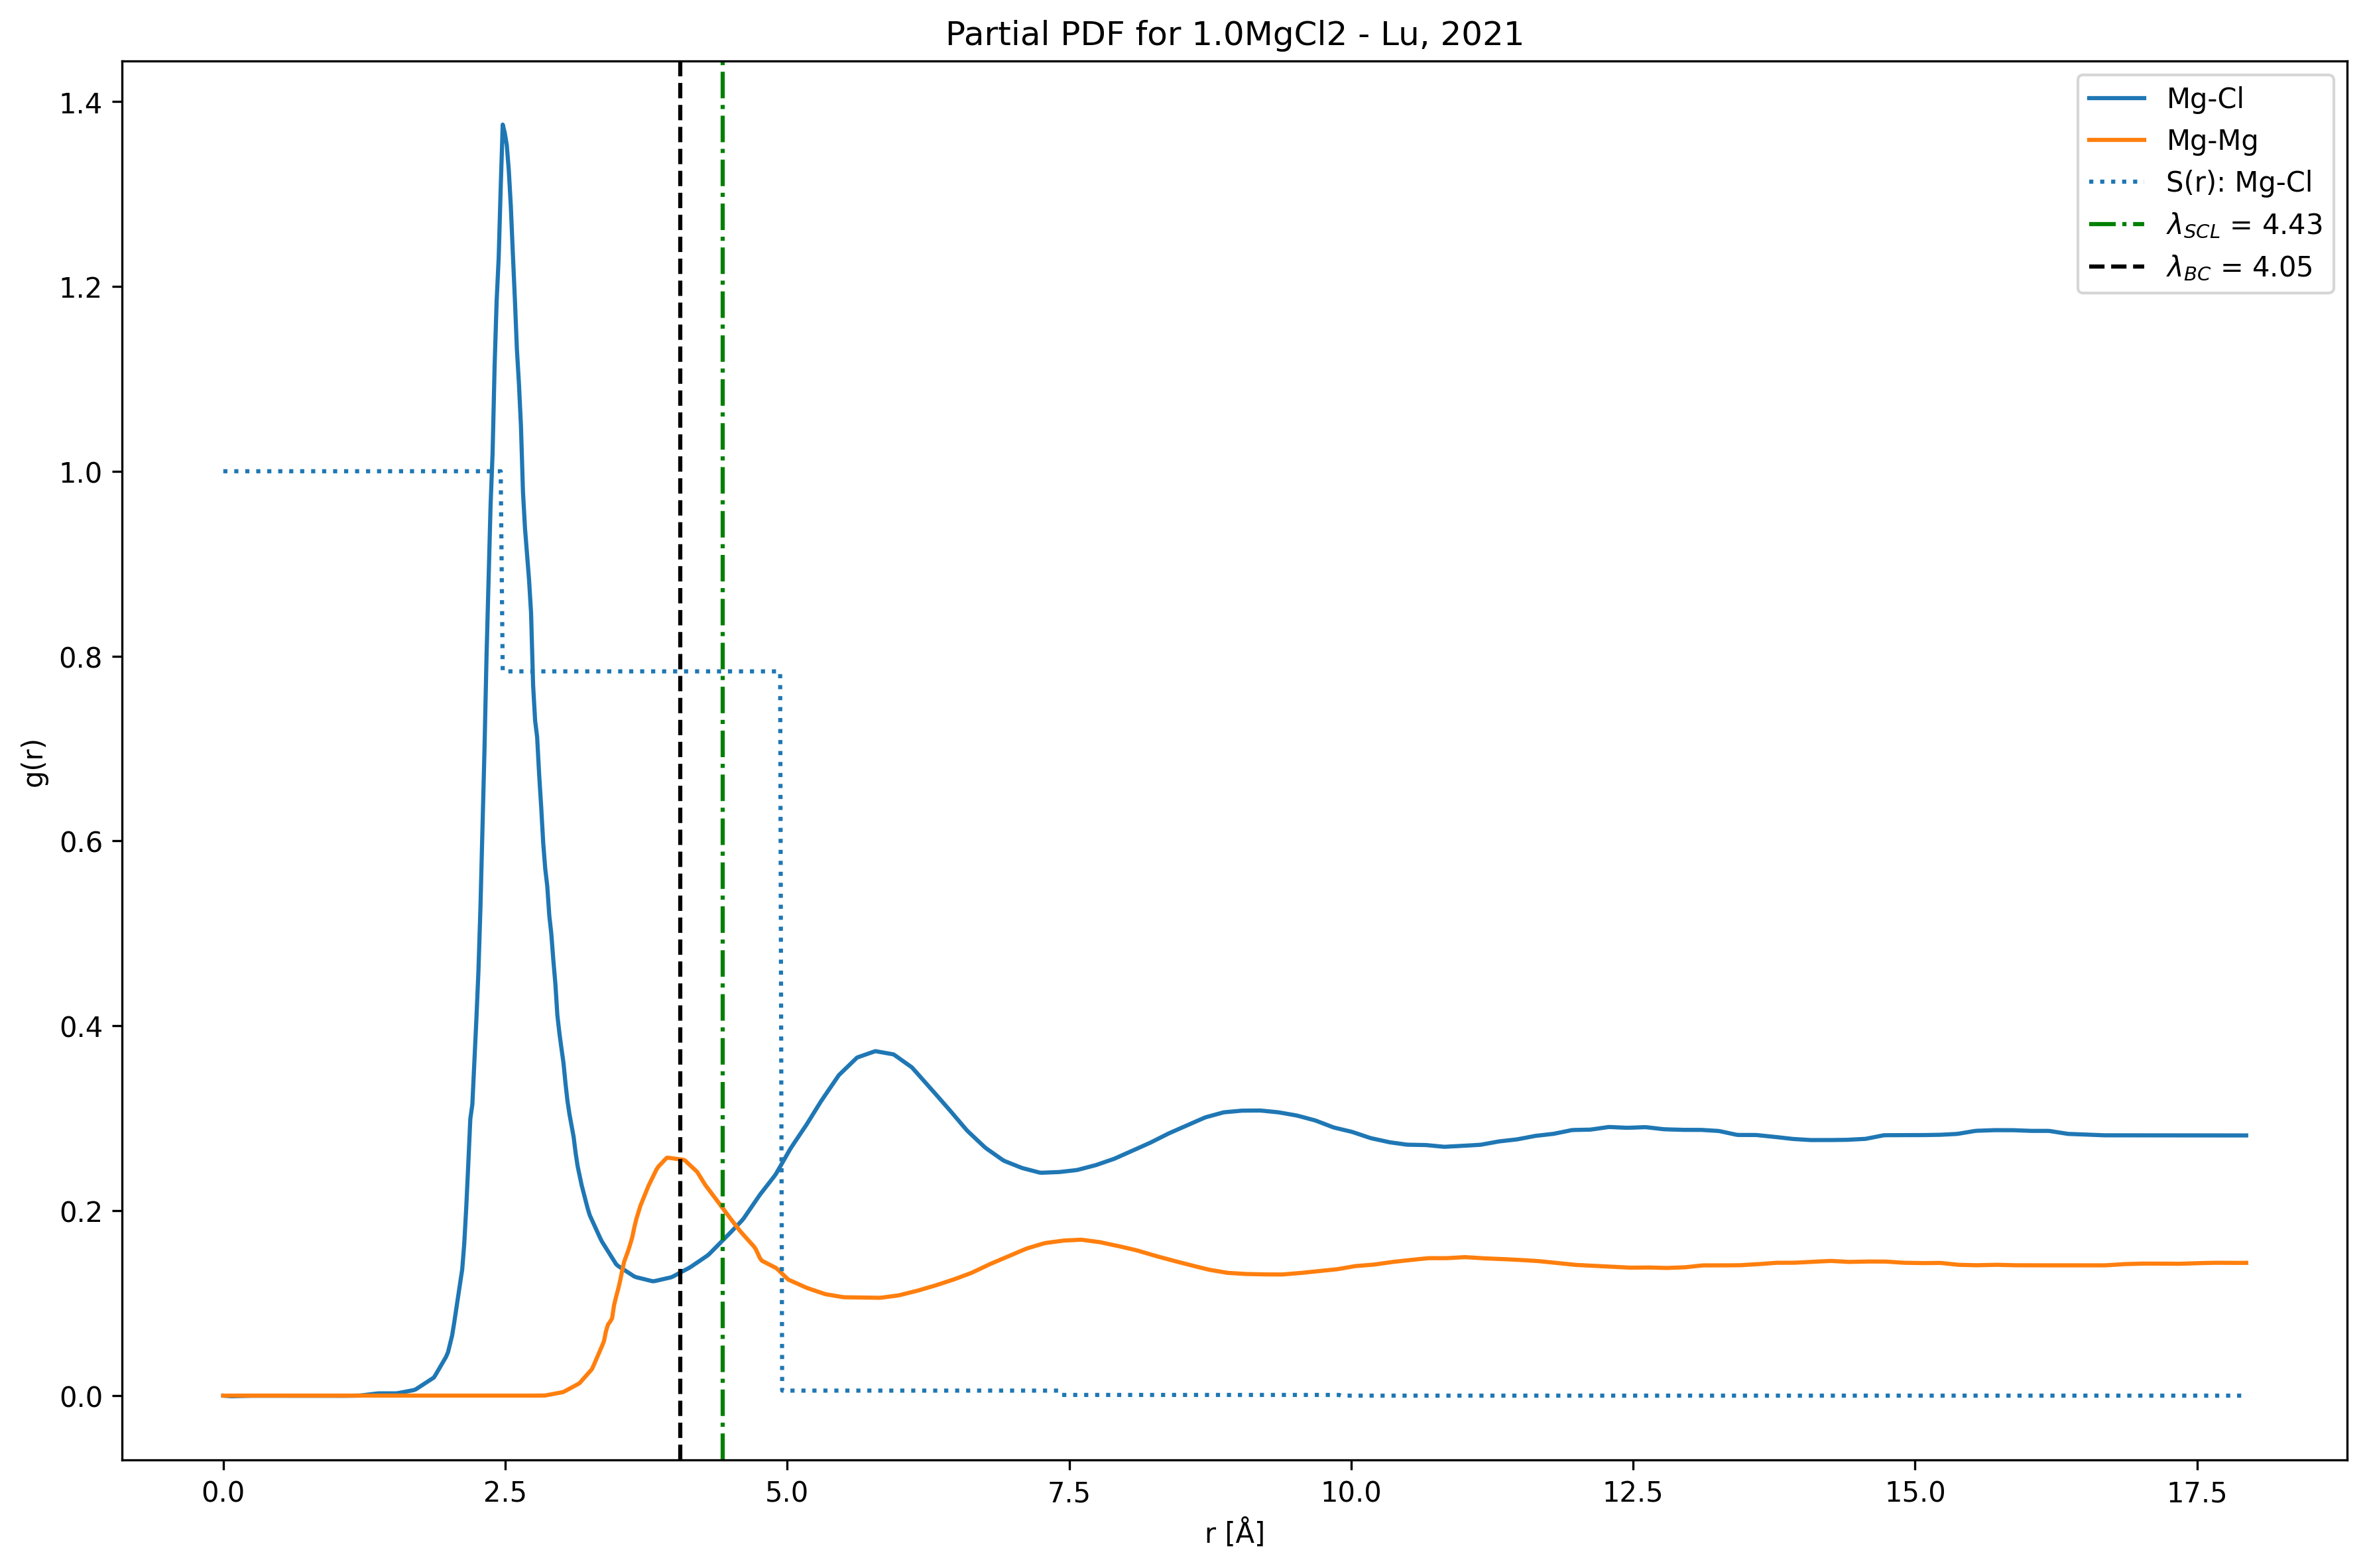 Partial PDF for 1.0MgCl2 - Lu, 2021
1.4
1.2
1.0
0.8
0.6
0.4
0.2
0.0
g(r)
0.0 2.5 5.0 7.5 10.0 12.5 15.0 17.5
r [Å]
Mg-Cl
Mg-Mg
S(r): Mg-Cl
λ_SCL = 4.43
λ_BC = 4.05